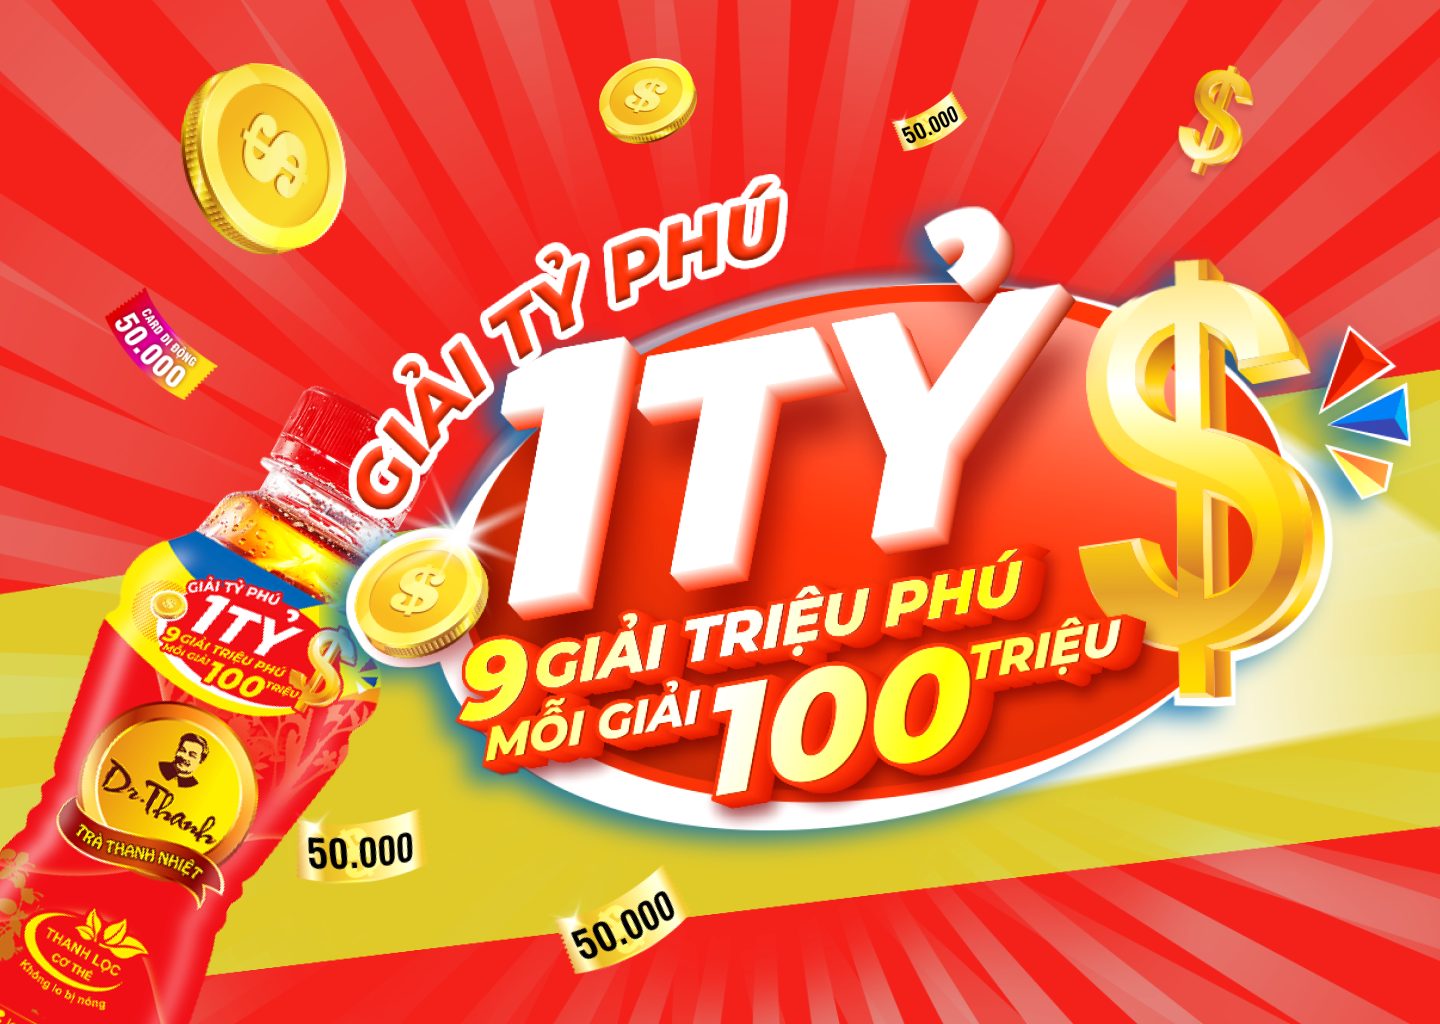 50.000
GIẢI TỶ PHÚ
1TỶ
CARD DI ĐỘNG
50.000
9 GIẢI TRIỆU PHÚ
MỖI GIẢI 100 TRIỆU
GIẢI TỶ PHÚ
1TỶ
9 GIẢI TRIỆU PHÚ
MỖI GIẢI 100 TRIỆU
Dr.Thanh
TRÀ THANH NHIỆT
50.000
50.000
THANH LỌC
CƠ THỂ
Không lo bị nóng